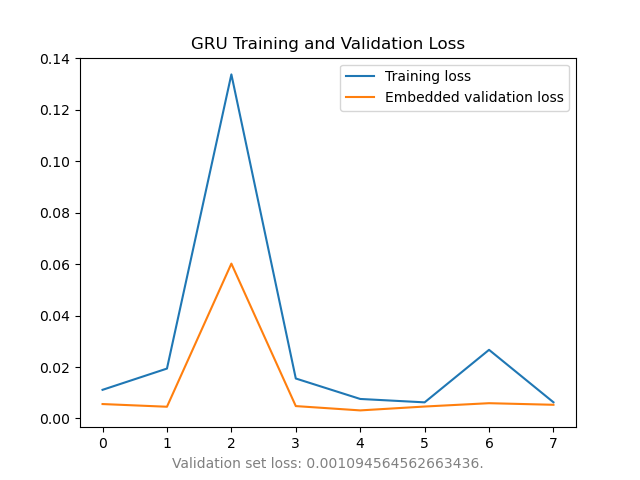 GRU Training and Validation Loss
Training loss
Embedded validation loss
0.14
0.12
0.10
0.08
0.06
0.04
0.02
0.00
0 1 2 3 4 5 6 7
Validation set loss: 0.001094564562663436.